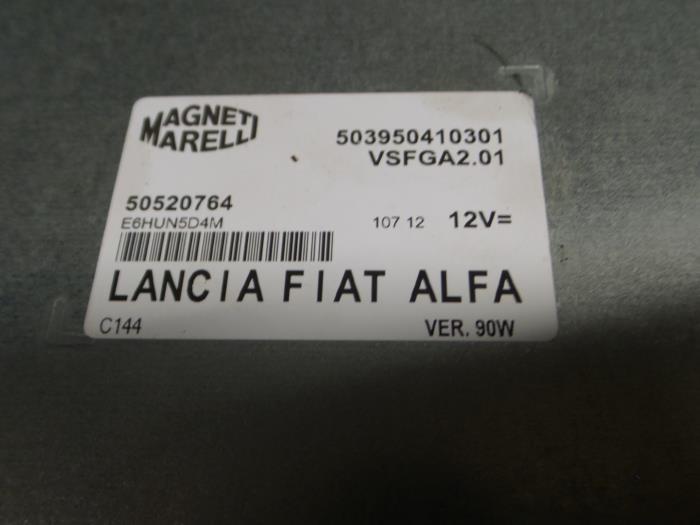 MAGNETI
MARELLI
503950410301
VSFGA2.01
50520764
E6HUN5D4M
107 12 12V=
LANCIA FIAT ALFA
C144 VER. 90W